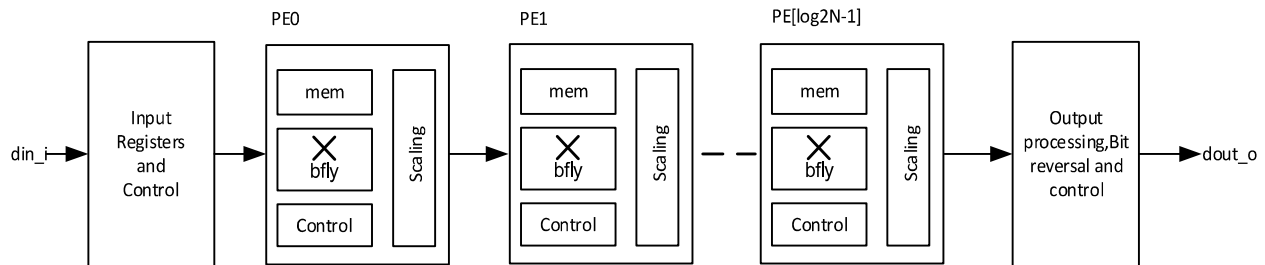 PE0
PE1
PE[log2N-1]
din_i
Input
Registers
and
Control
mem
bfly
Control
Scaling
mem
bfly
Control
Scaling
mem
bfly
Control
Scaling
Output
processing,Bit
reversal and
control
dout_o